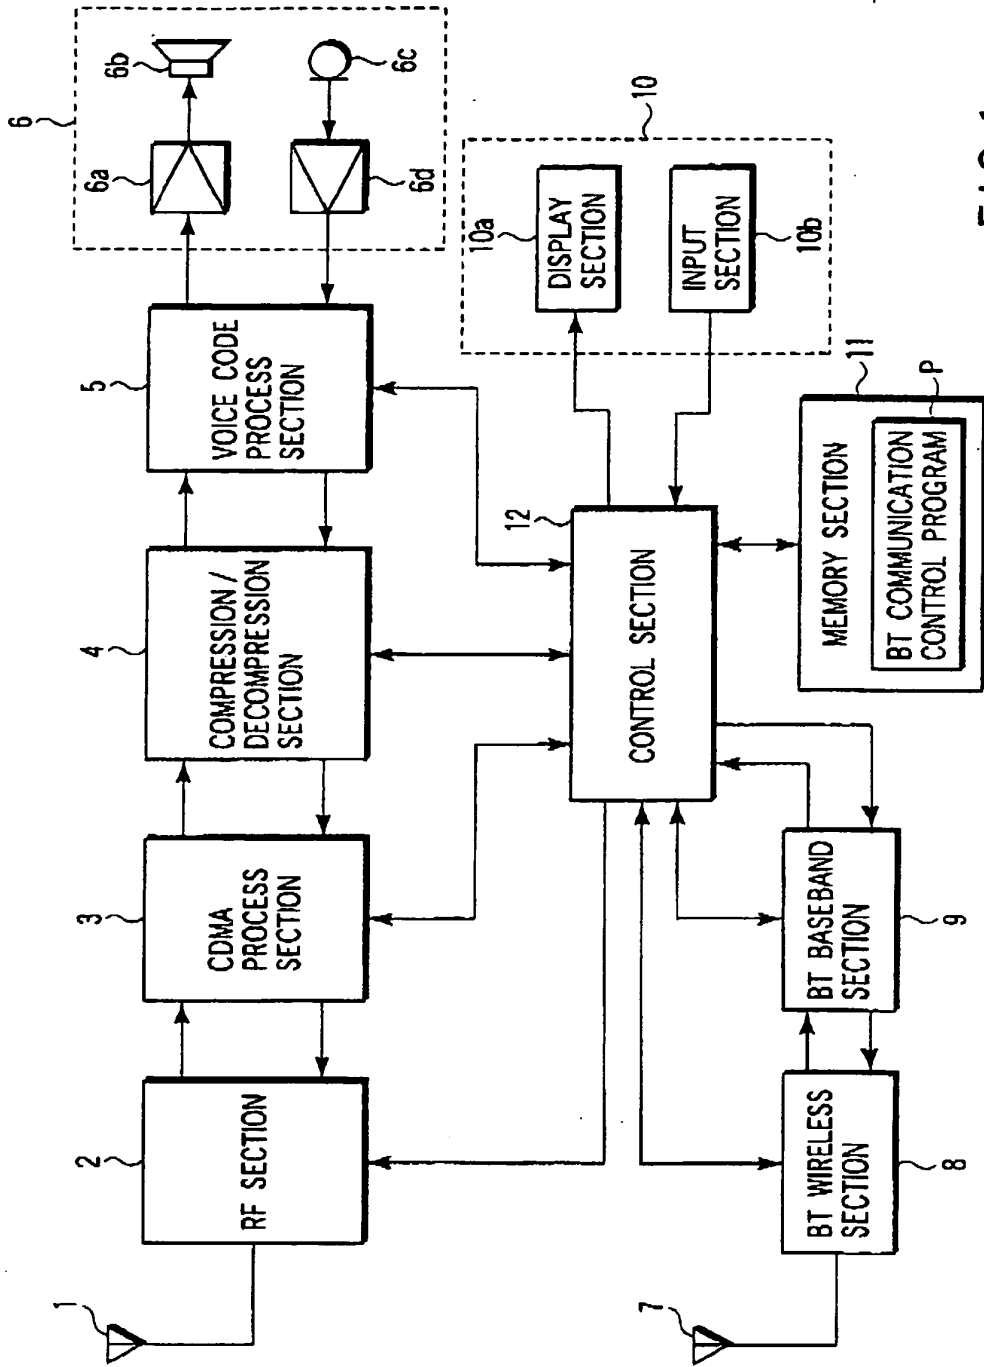 1
2
RF SECTION
3
CDMA
PROCESS
SECTION
4
COMPRESSION/
DECOMPRESSION
SECTION
5
VOICE CODE
PROCESS
SECTION
6
6a
6b
6c
6d
7
8
BT WIRELESS
SECTION
9
BT BASEBAND
SECTION
12
CONTROL SECTION
10
10a
DISPLAY
SECTION
10b
INPUT
SECTION
11
MEMORY SECTION
P
BT COMMUNICATION
CONTROL PROGRAM